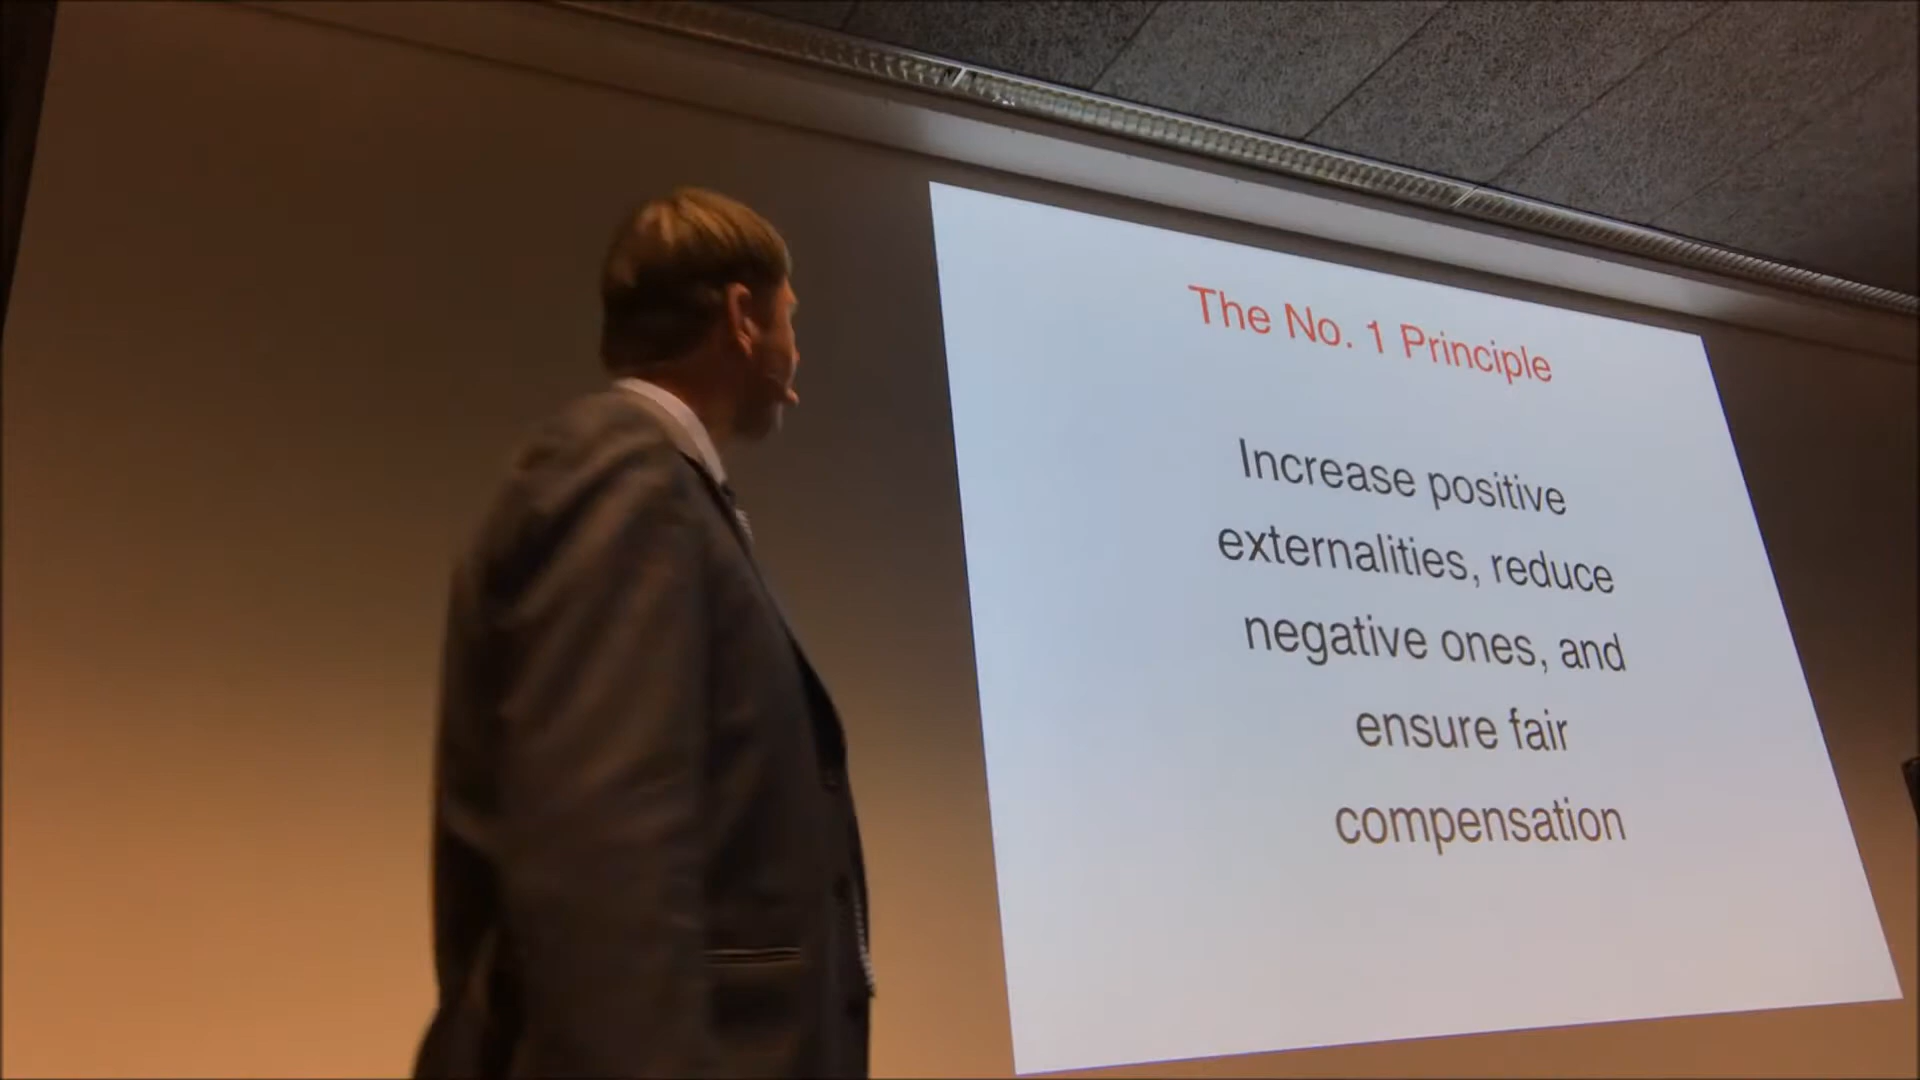 The No. 1 Principle
Increase positive
externalities, reduce
negative ones, and
ensure fair
compensation